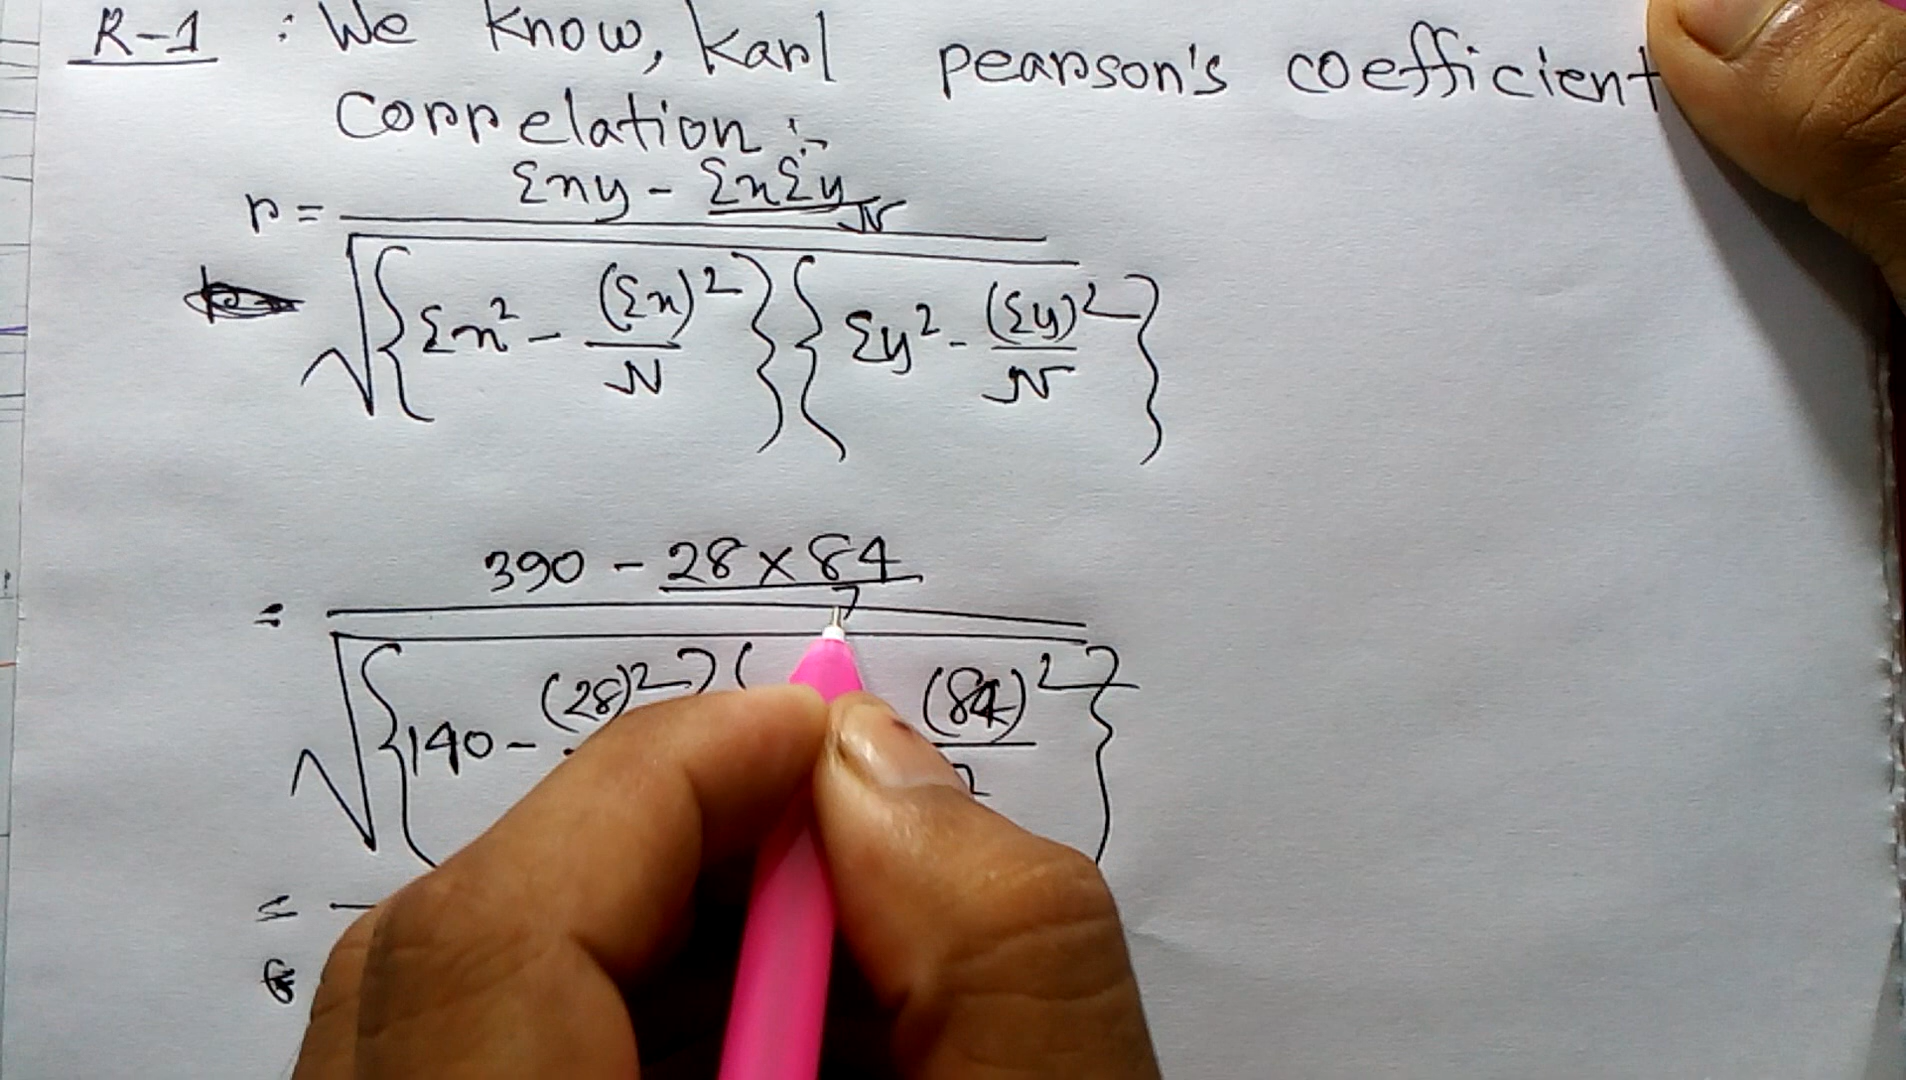 R-1 : We know, Karl pearson's coefficient
Correlation :-
r = Σxy - ΣxΣy
N
√{Σx² - (Σx)²/N}{Σy² - (Σy)²/N}
= 390 - 28 × 84
7
√{140 - (28)² } { (84)² }
=